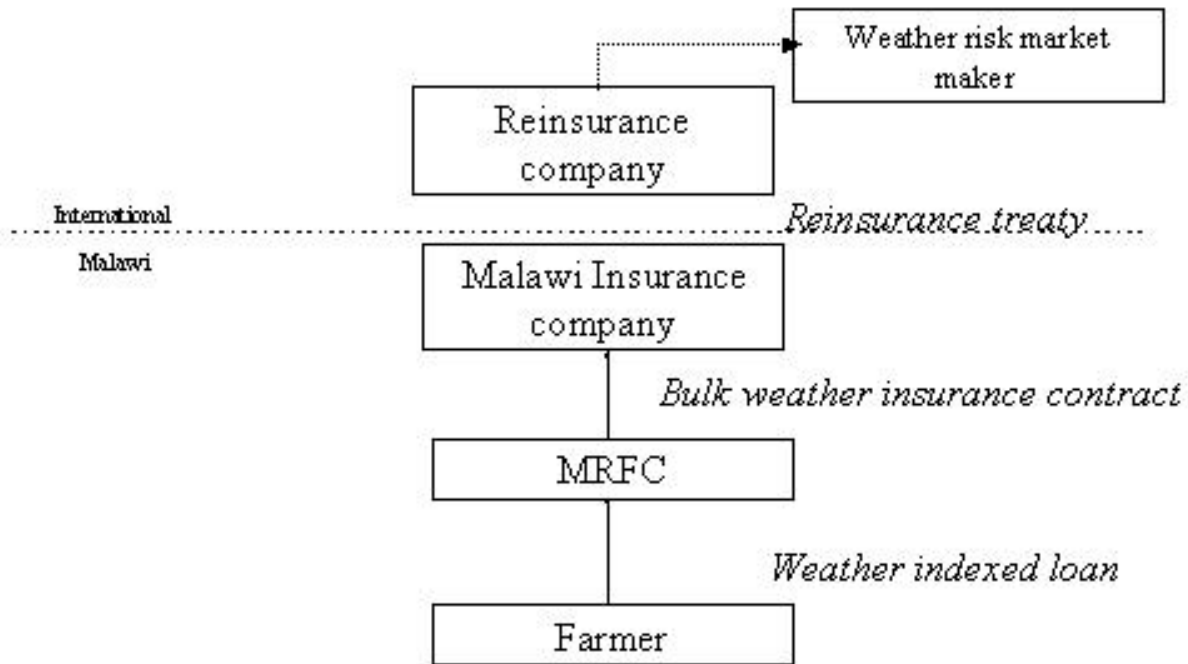 Weather risk market
maker
Reinsurance
company
International
Reinsurance treaty
Malawi
Malawi Insurance
company
Bulk weather insurance contract
MRFC
Weather indexed loan
Farmer